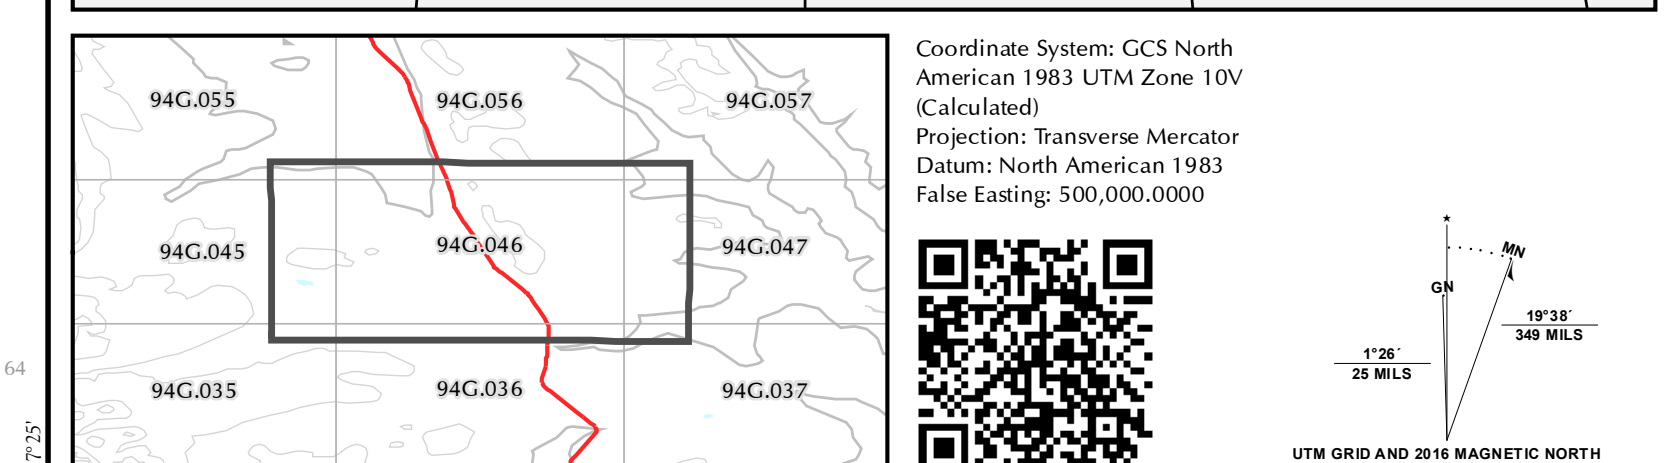 94G.055
94G.056
94G.057
94G.045
94G.046
94G.047
94G.035
94G.036
94G.037
64
7°25'
Coordinate System: GCS North
American 1983 UTM Zone 10V
(Calculated)
Projection: Transverse Mercator
Datum: North American 1983
False Easting: 500,000.0000
MN
GN
19°38´
349 MILS
1°26´
25 MILS
UTM GRID AND 2016 MAGNETIC NORTH